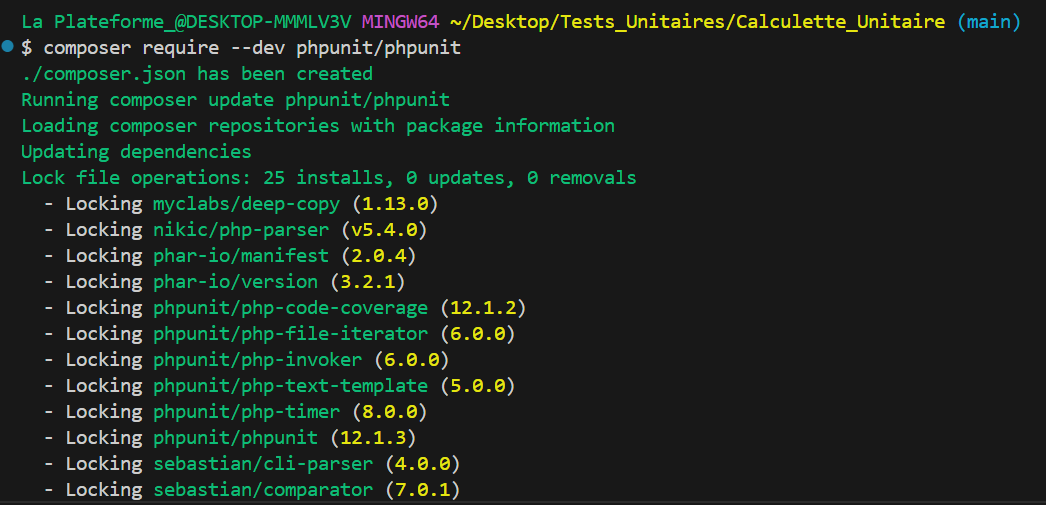 La Plateforme_@DESKTOP-MMMLV3V MINGW64 ~/Desktop/Tests_Unitaires/Calculette_Unitaire (main)
$ composer require --dev phpunit/phpunit
./composer.json has been created
Running composer update phpunit/phpunit
Loading composer repositories with package information
Updating dependencies
Lock file operations: 25 installs, 0 updates, 0 removals
  - Locking myclabs/deep-copy (1.13.0)
  - Locking nikic/php-parser (v5.4.0)
  - Locking phar-io/manifest (2.0.4)
  - Locking phar-io/version (3.2.1)
  - Locking phpunit/php-code-coverage (12.1.2)
  - Locking phpunit/php-file-iterator (6.0.0)
  - Locking phpunit/php-invoker (6.0.0)
  - Locking phpunit/php-text-template (5.0.0)
  - Locking phpunit/php-timer (8.0.0)
  - Locking phpunit/phpunit (12.1.3)
  - Locking sebastian/cli-parser (4.0.0)
  - Locking sebastian/comparator (7.0.1)